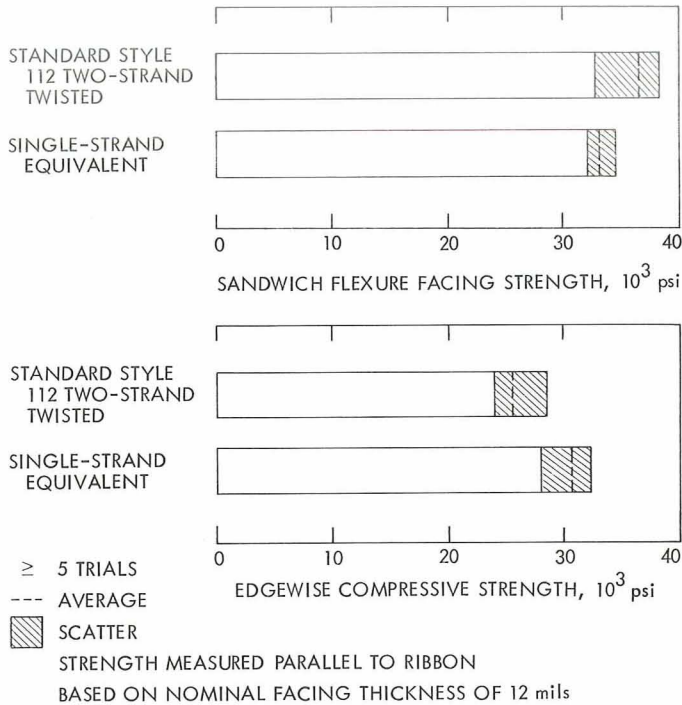 STANDARD STYLE
112 TWO-STRAND
TWISTED
SINGLE-STRAND
EQUIVALENT
0 10 20 30 40
SANDWICH FLEXURE FACING STRENGTH, 10³ psi
STANDARD STYLE
112 TWO-STRAND
TWISTED
SINGLE-STRAND
EQUIVALENT
0 10 20 30 40
EDGEWISE COMPRESSIVE STRENGTH, 10³ psi
≥ 5 TRIALS
--- AVERAGE
SCATTER
STRENGTH MEASURED PARALLEL TO RIBBON
BASED ON NOMINAL FACING THICKNESS OF 12 mils